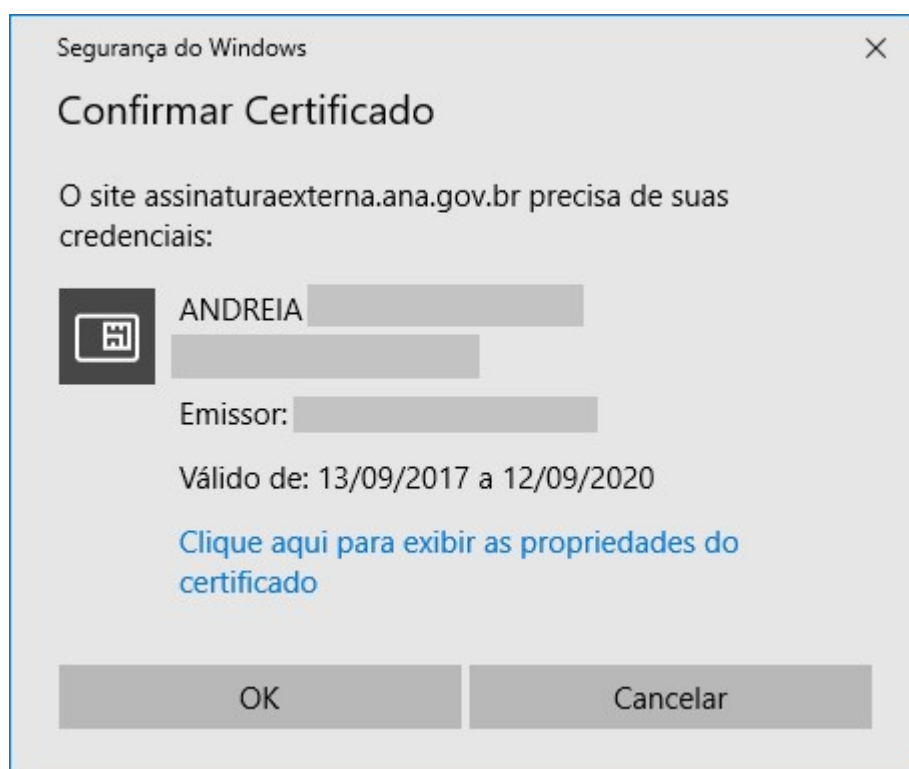 Segurança do Windows
Confirmar Certificado
O site assinaturaexterna.ana.gov.br precisa de suas
credenciais:
ANDREIA
Emissor:
Válido de: 13/09/2017 a 12/09/2020
Clique aqui para exibir as propriedades do
certificado
OK
Cancelar